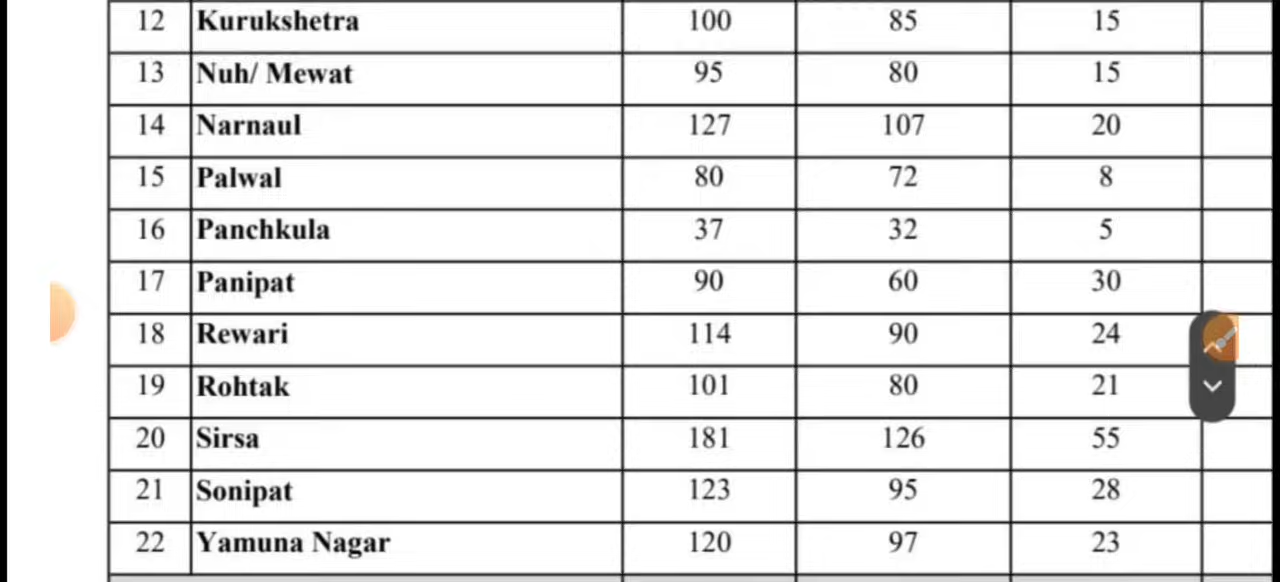 12 Kurukshetra 100 85 15
13 Nuh/ Mewat 95 80 15
14 Narnaul 127 107 20
15 Palwal 80 72 8
16 Panchkula 37 32 5
17 Panipat 90 60 30
18 Rewari 114 90 24
19 Rohtak 101 80 21
20 Sirsa 181 126 55
21 Sonipat 123 95 28
22 Yamuna Nagar 120 97 23